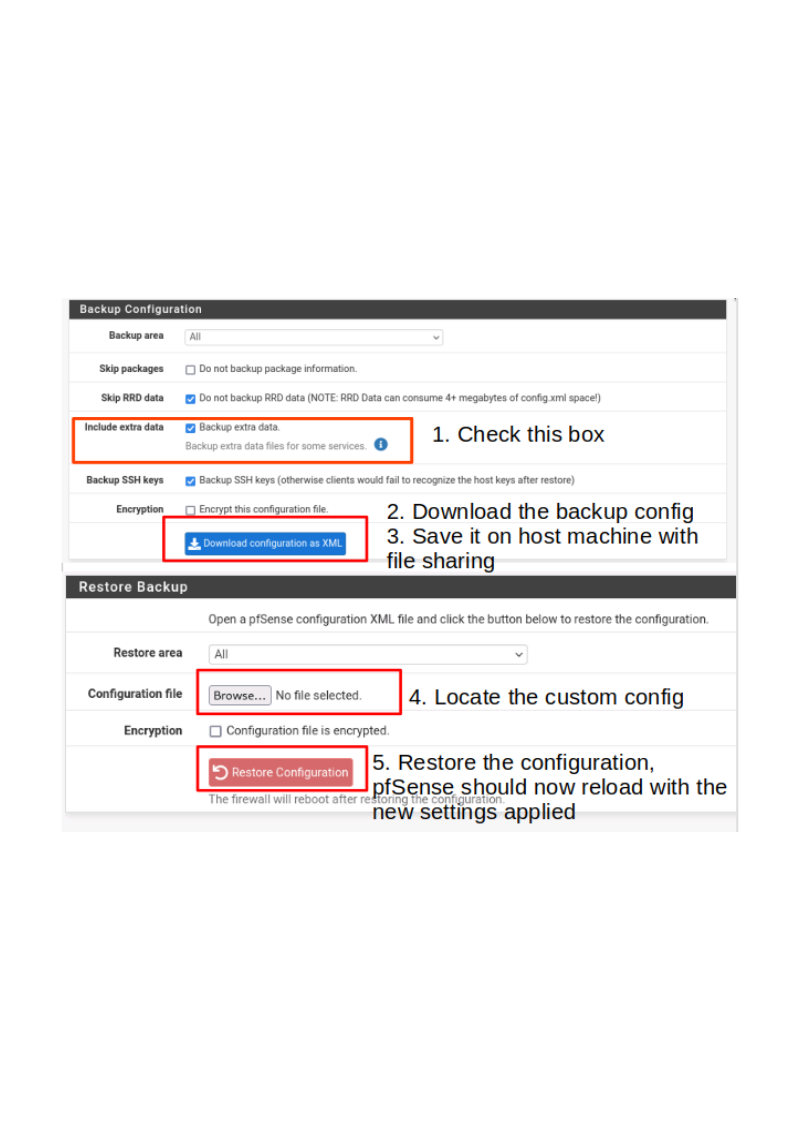 Backup Configuration
Backup area All
Skip packages Do not backup package information.
Skip RRD data Do not backup RRD data (NOTE: RRD Data can consume 4+ megabytes of config.xml space!)
Include extra data Backup extra data.
Backup extra data files for some services.
1. Check this box
Backup SSH keys Backup SSH keys (otherwise clients would fail to recognize the host keys after restore)
Encryption Encrypt this configuration file.
Download configuration as XML
2. Download the backup config
3. Save it on host machine with
file sharing
Restore Backup
Open a pfSense configuration XML file and click the button below to restore the configuration.
Restore area All
Configuration file Browse... No file selected.
4. Locate the custom config
Encryption Configuration file is encrypted.
Restore Configuration
The firewall will reboot after restoring the configuration.
5. Restore the configuration,
pfSense should now reload with the
new settings applied